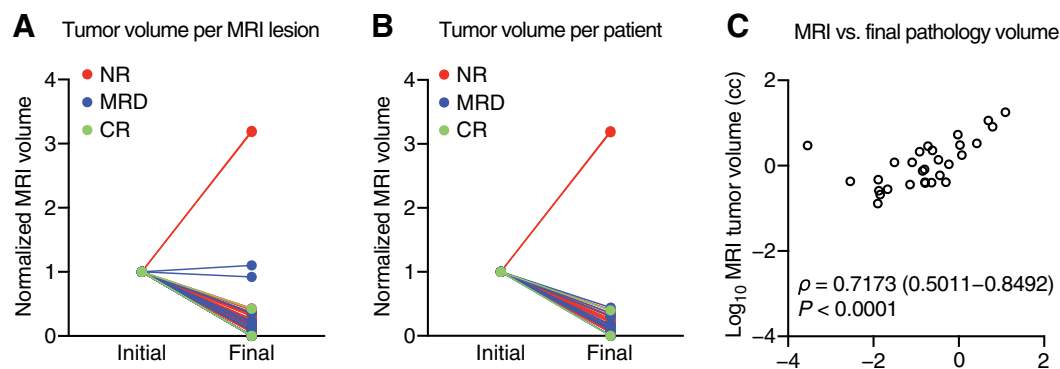 A Tumor volume per MRI lesion
Normalized MRI volume
4
3
2
1
0
NR
MRD
CR
Initial Final
B Tumor volume per patient
Normalized MRI volume
4
3
2
1
0
NR
MRD
CR
Initial Final
C MRI vs. final pathology volume
Log₁₀ MRI tumor volume (cc)
2
0
−2
−4
ρ = 0.7173 (0.5011−0.8492)
P < 0.0001
−4 −2 0 2